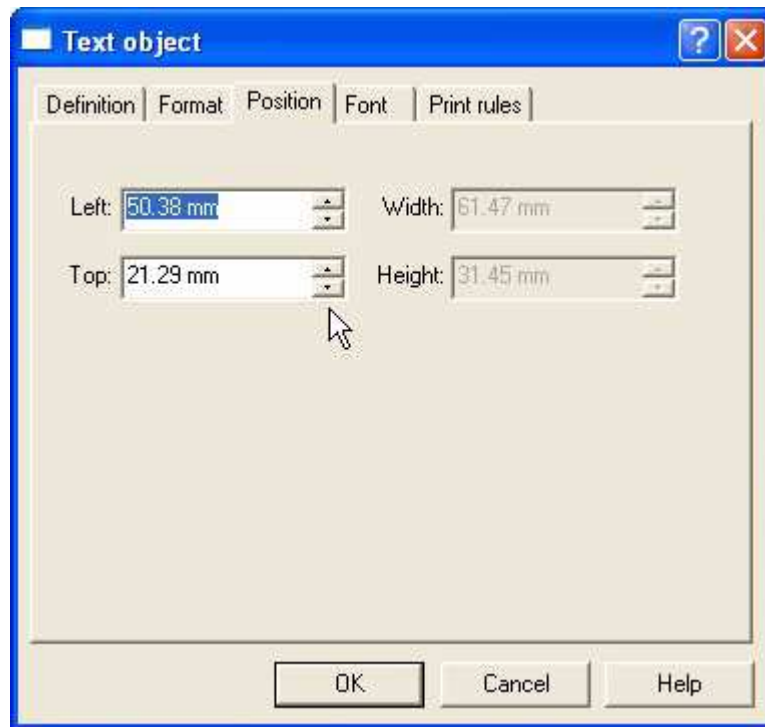 Text object
Definition Format Position Font Print rules
Left: 50.38 mm Width: 61.47 mm
Top: 21.29 mm Height: 31.45 mm
OK Cancel Help